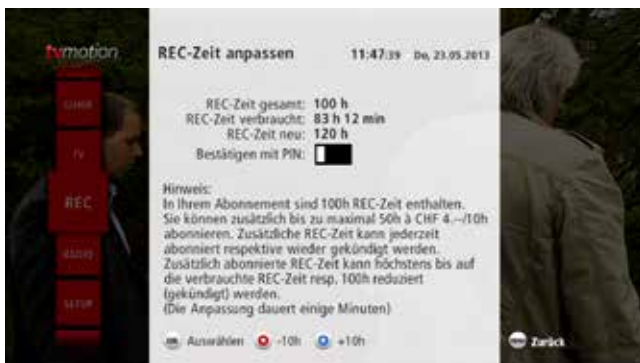 tvmotion
REC-Zeit anpassen 11:47:39 Do, 23.05.2013
REC-Zeit gesamt: 100 h
REC-Zeit verbraucht: 83 h 12 min
REC-Zeit neu: 120 h
Bestätigen mit PIN:
TV
REC
RADIO
SETUP
Hinweis:
In Ihrem Abonnement sind 100h REC-Zeit enthalten.
Sie können zusätzlich bis zu maximal 50h à CHF 4.--/10h
abonnieren. Zusätzliche REC-Zeit kann jederzeit
abonniert respektive wieder gekündigt werden.
Zusätzlich abonnierte REC-Zeit kann höchstens bis auf
die verbrauchte REC-Zeit resp. 100h reduziert
(gekündigt) werden.
(Die Anpassung dauert einige Minuten)
Auswählen -10h +10h Zurück